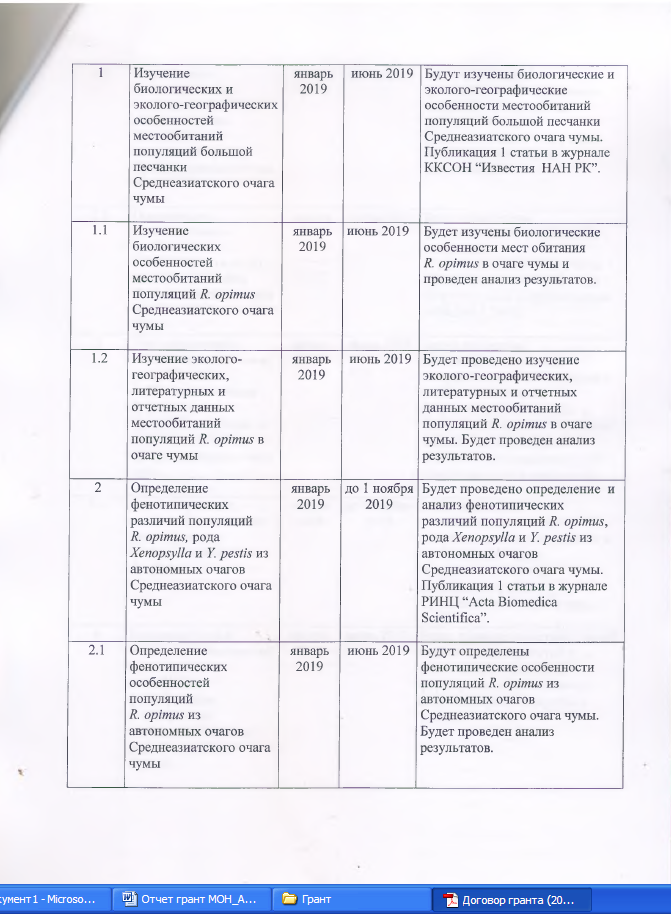 1
Изучение
биологических и
эколого-географических
особенностей
местообитаний
популяций большой
песчанки
Среднеазиатского очага
чумы
январь
2019
июнь 2019
Будут изучены биологические и
эколого-географические
особенности местообитаний
популяций большой песчанки
Среднеазиатского очага чумы.
Публикация 1 статьи в журнале
ККСОН “Известия НАН РК”.
1.1
Изучение
биологических
особенностей
местообитаний
популяций R. opimus
Среднеазиатского очага
чумы
январь
2019
июнь 2019
Будет изучены биологические
особенности мест обитания
R. opimus в очаге чумы и
проведен анализ результатов.
1.2
Изучение эколого-
географических,
литературных и
отчетных данных
местообитаний
популяций R. opimus в
очаге чумы
январь
2019
июнь 2019
Будет проведено изучение
эколого-географических,
литературных и отчетных
данных местообитаний
популяций R. opimus в очаге
чумы. Будет проведен анализ
результатов.
2
Определение
фенотипических
различий популяций
R. opimus, рода
Xenopsylla и Y. pestis из
автономных очагов
Среднеазиатского очага
чумы
январь
2019
до 1 ноября
2019
Будет проведено определение и
анализ фенотипических
различий популяций R. opimus,
рода Xenopsylla и Y. pestis из
автономных очагов
Среднеазиатского очага чумы.
Публикация 1 статьи в журнале
РИНЦ “Acta Biomedica
Scientifica”.
2.1
Определение
фенотипических
особенностей
популяций
R. opimus из
автономных очагов
Среднеазиатского очага
чумы
январь
2019
июнь 2019
Будут определены
фенотипические особенности
популяций R. opimus из
автономных очагов
Среднеазиатского очага чумы.
Будет проведен анализ
результатов.
умент1 - Microso...
Отчет грант МОН_А...
Грант
Договор гранта (20...